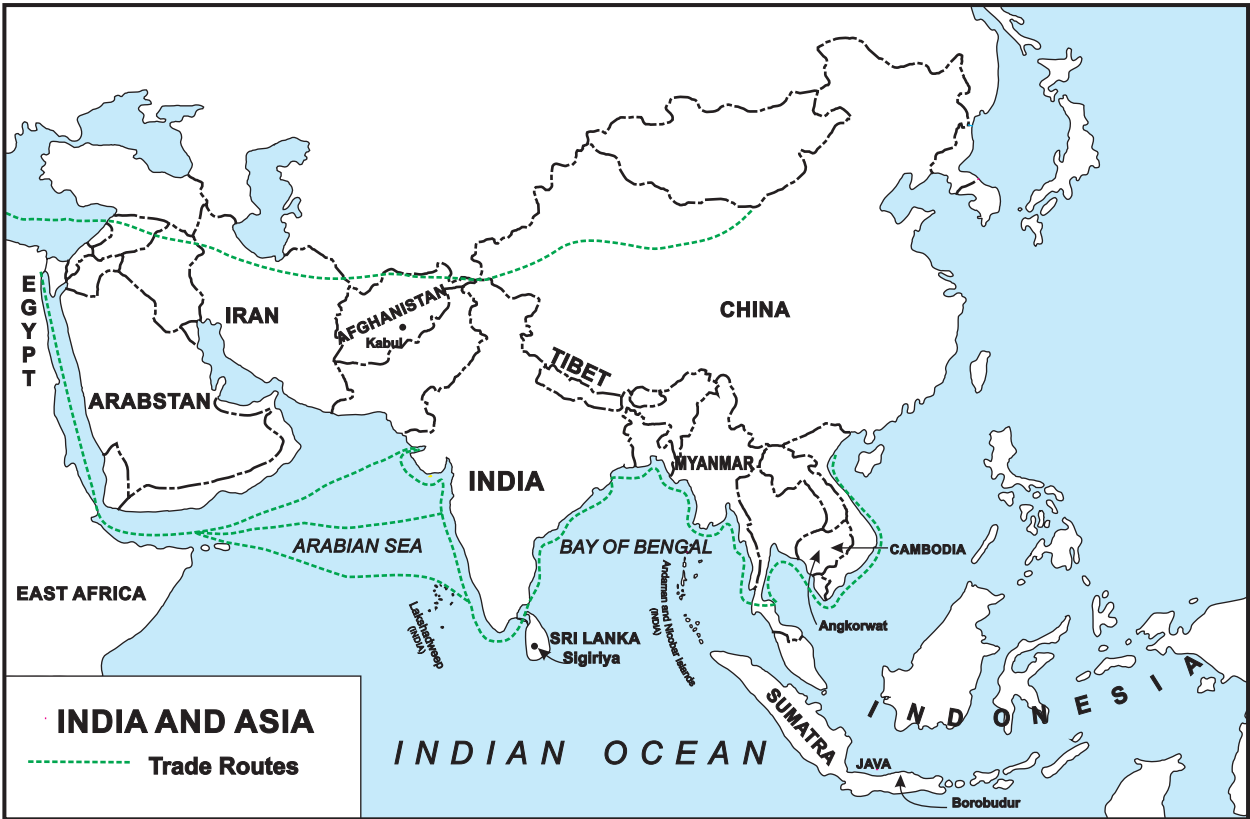 EGYPT
IRAN
AFGHANISTAN
Kabul
CHINA
TIBET
ARABSTAN
INDIA
MYANMAR
ARABIAN SEA
BAY OF BENGAL
CAMBODIA
EAST AFRICA
Lakshadweep
(INDIA)
Andaman and Nicobar Islands
(INDIA)
Angkorwat
SRI LANKA
Sigiriya
INDONESIA
SUMATRA
INDIAN OCEAN
JAVA
Borobudur
INDIA AND ASIA
Trade Routes